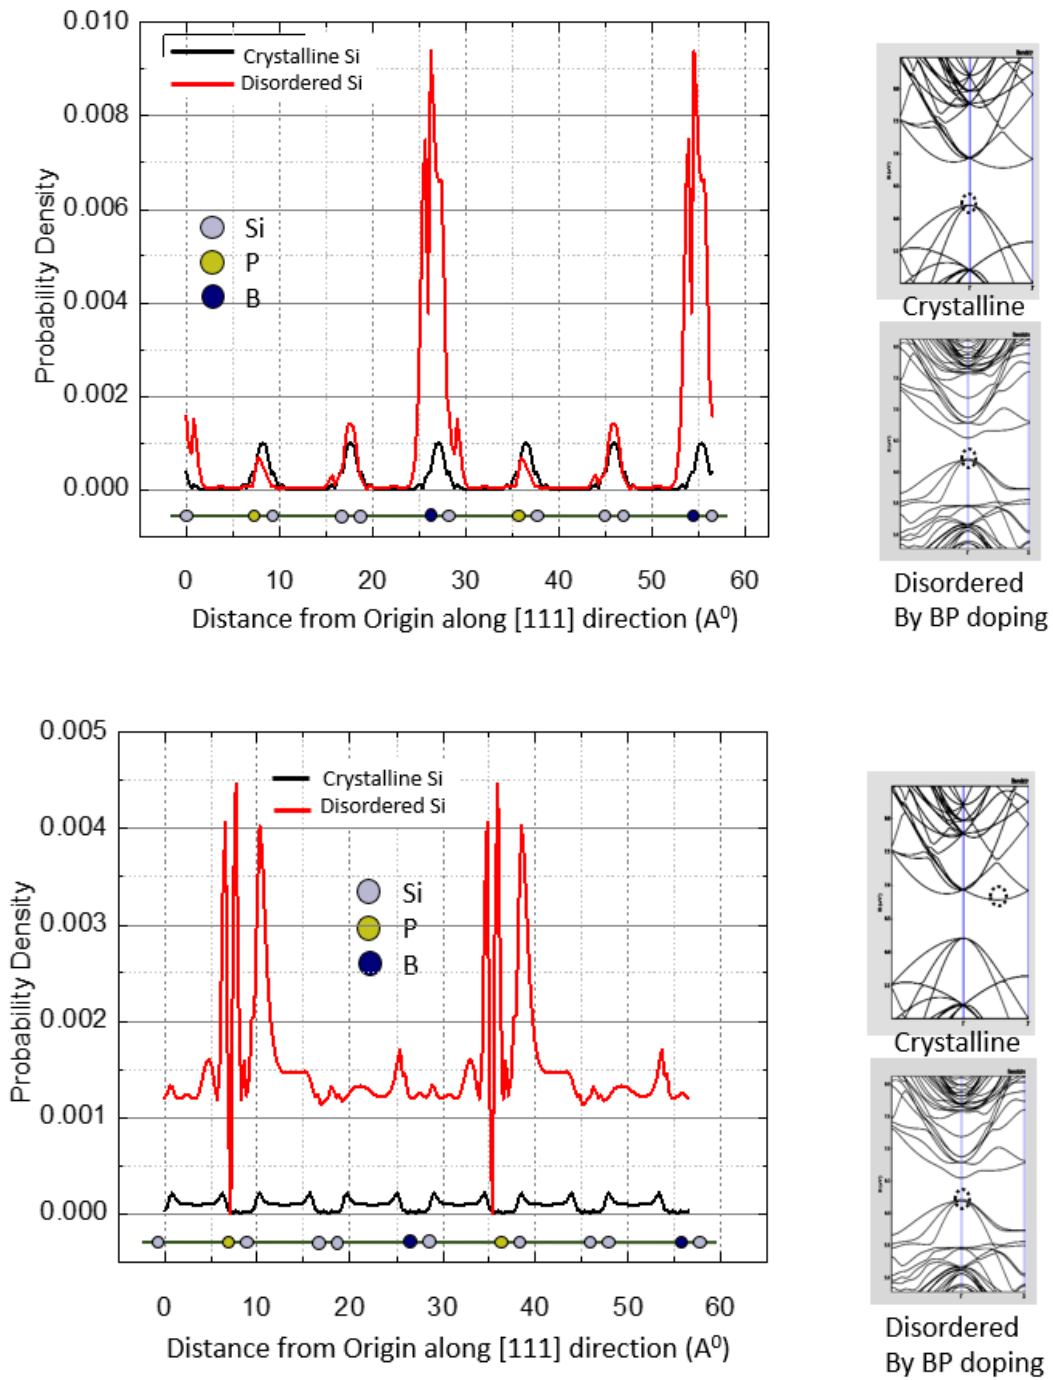 0.010
0.008
0.006
0.004
0.002
0.000
Probability Density
Crystalline Si
Disordered Si
Si
P
B
0 10 20 30 40 50 60
Distance from Origin along [111] direction (A⁰)
Crystalline
Disordered
By BP doping
0.005
0.004
0.003
0.002
0.001
0.000
Probability Density
Crystalline Si
Disordered Si
Si
P
B
0 10 20 30 40 50 60
Distance from Origin along [111] direction (A⁰)
Crystalline
Disordered
By BP doping